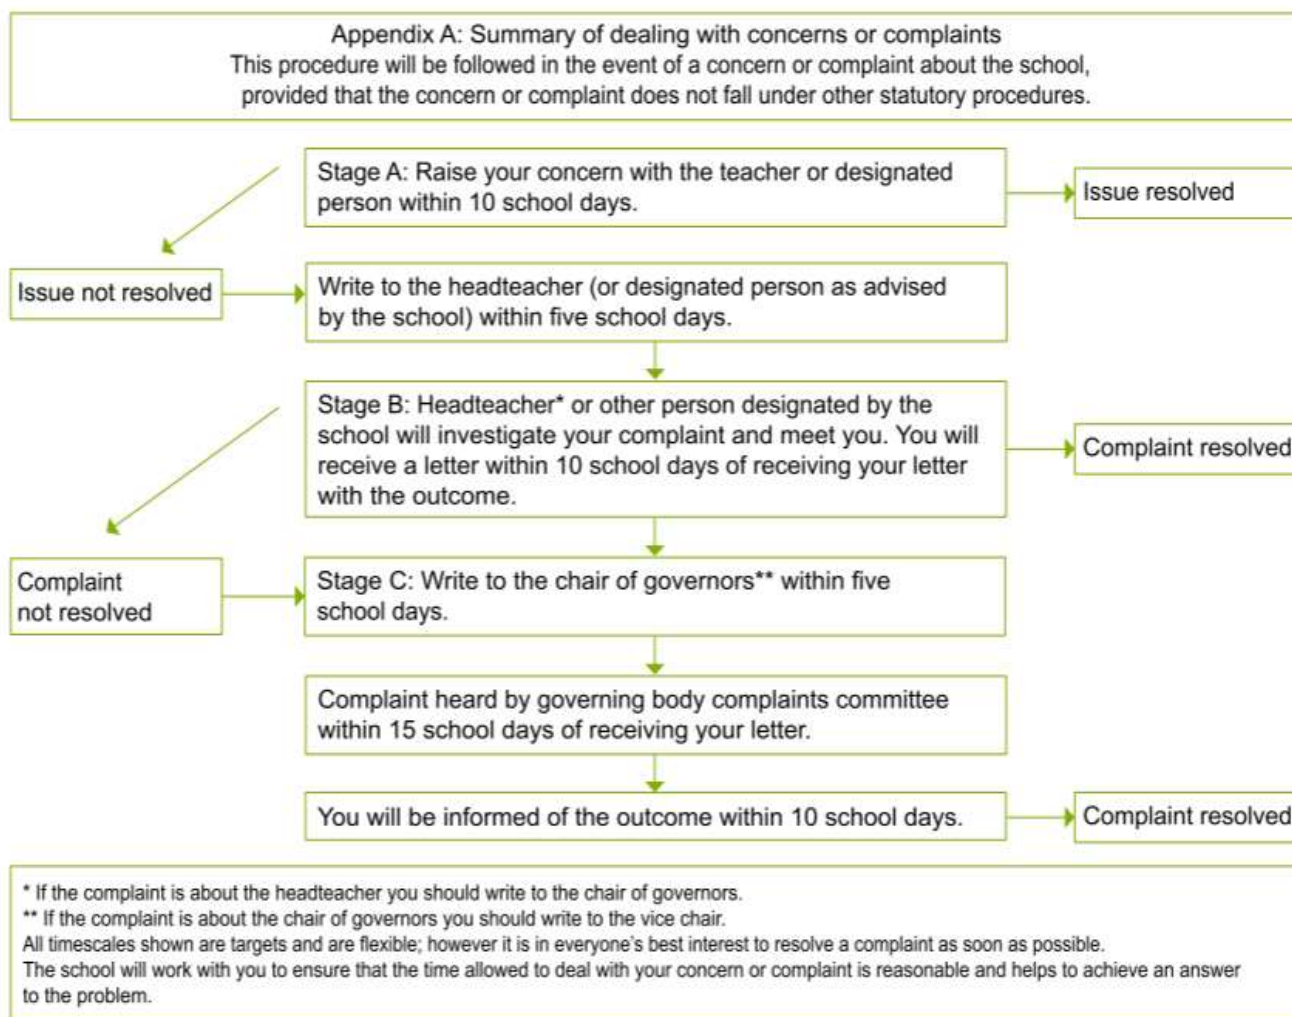 Appendix A: Summary of dealing with concerns or complaints
This procedure will be followed in the event of a concern or complaint about the school,
provided that the concern or complaint does not fall under other statutory procedures.
Stage A: Raise your concern with the teacher or designated
person within 10 school days.
Issue resolved
Issue not resolved
Write to the headteacher (or designated person as advised
by the school) within five school days.
Stage B: Headteacher* or other person designated by the
school will investigate your complaint and meet you. You will
receive a letter within 10 school days of receiving your letter
with the outcome.
Complaint resolved
Complaint
not resolved
Stage C: Write to the chair of governors** within five
school days.
Complaint heard by governing body complaints committee
within 15 school days of receiving your letter.
You will be informed of the outcome within 10 school days.
Complaint resolved
* If the complaint is about the headteacher you should write to the chair of governors.
** If the complaint is about the chair of governors you should write to the vice chair.
All timescales shown are targets and are flexible; however it is in everyone's best interest to resolve a complaint as soon as possible.
The school will work with you to ensure that the time allowed to deal with your concern or complaint is reasonable and helps to achieve an answer
to the problem.